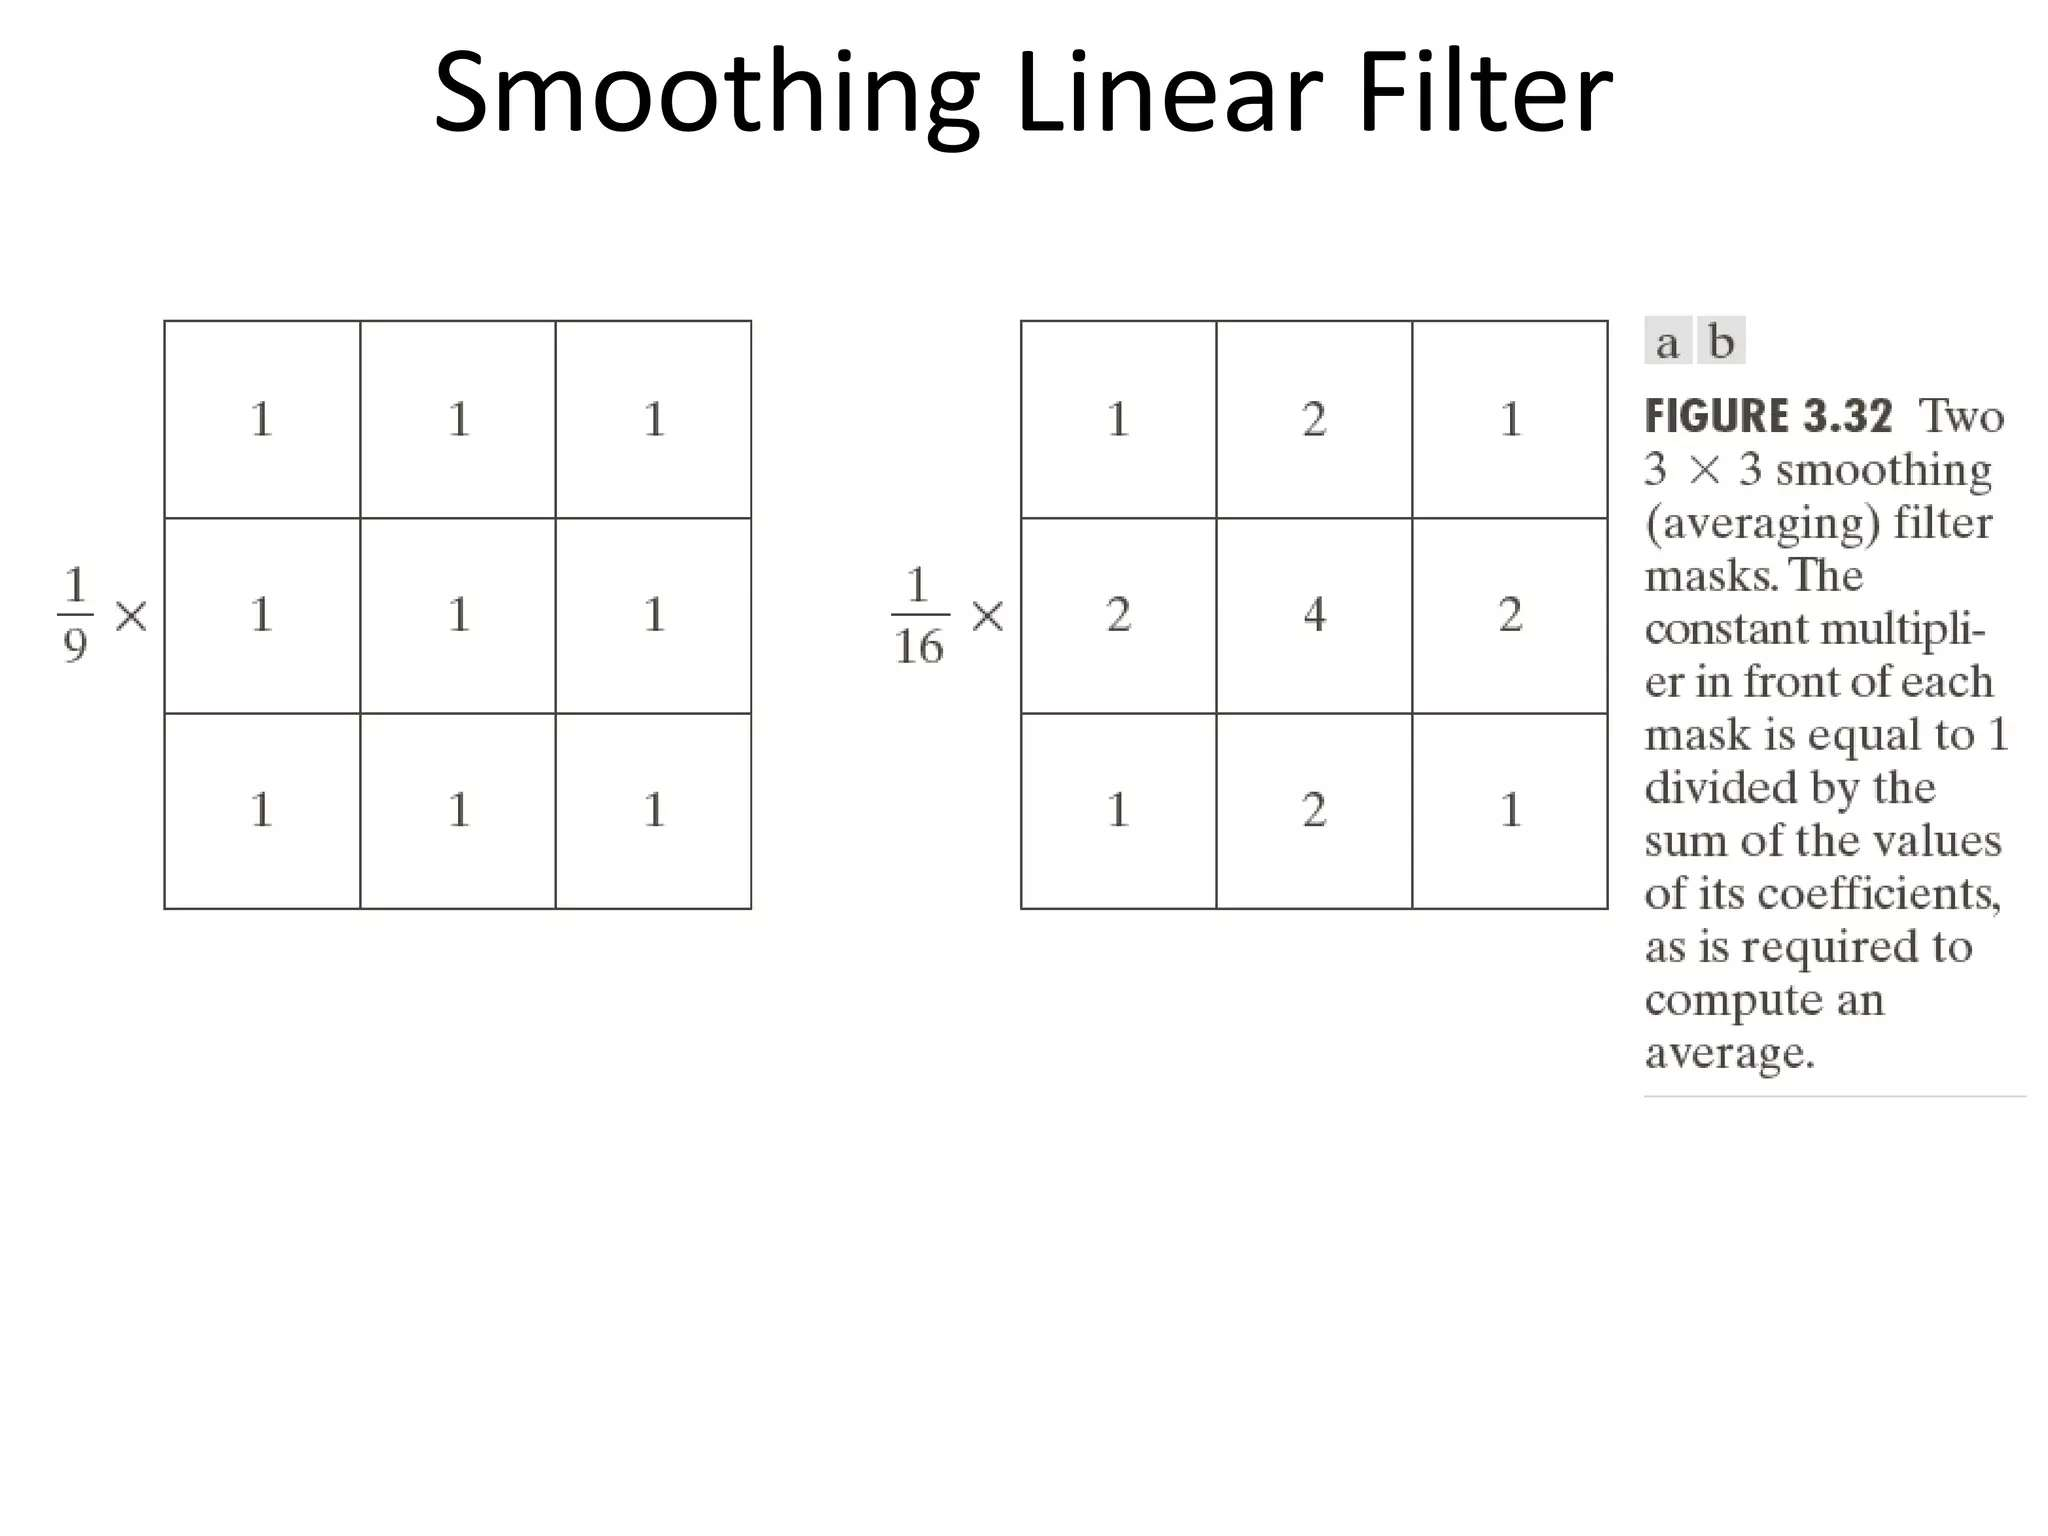 Smoothing Linear Filter
1/9 ×
1 1 1
1 1 1
1 1 1
1/16 ×
1 2 1
2 4 2
1 2 1
a b
FIGURE 3.32 Two
3 × 3 smoothing
(averaging) filter
masks. The
constant multipli-
er in front of each
mask is equal to 1
divided by the
sum of the values
of its coefficients,
as is required to
compute an
average.